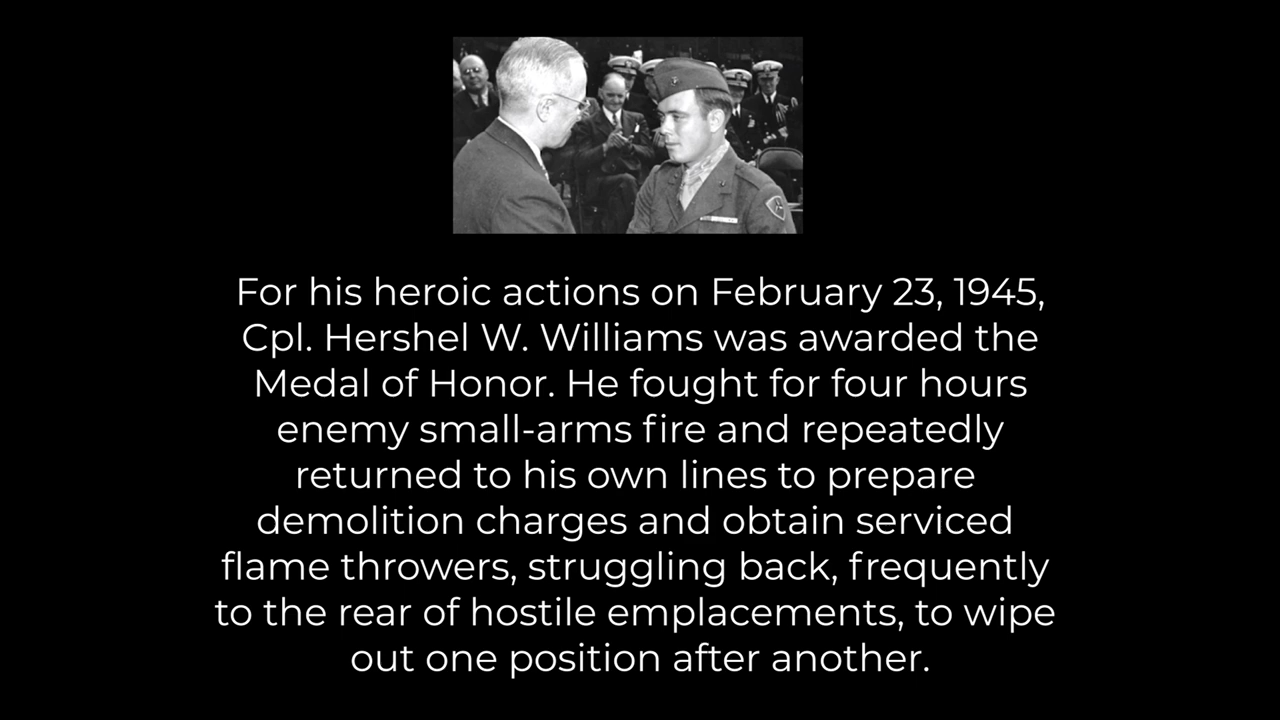 For his heroic actions on February 23, 1945,
Cpl. Hershel W. Williams was awarded the
Medal of Honor. He fought for four hours
enemy small-arms fire and repeatedly
returned to his own lines to prepare
demolition charges and obtain serviced
flame throwers, struggling back, frequently
to the rear of hostile emplacements, to wipe
out one position after another.